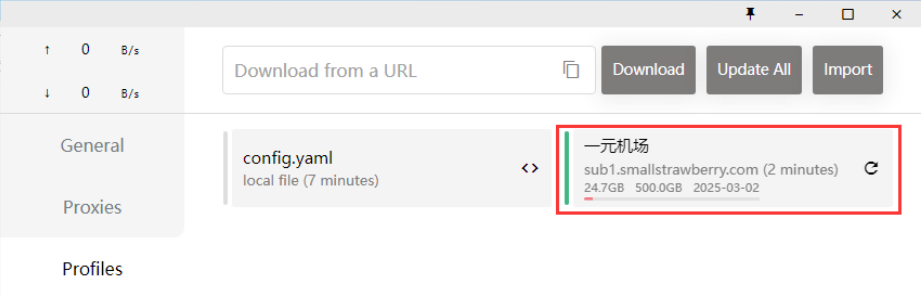 ↑ 0 B/s
↓ 0 B/s
General
Proxies
Profiles
Download from a URL
Download
Update All
Import
config.yaml
local file (7 minutes)
一元机场
sub1.smallstrawberry.com (2 minutes)
24.7GB 500.0GB 2025-03-02